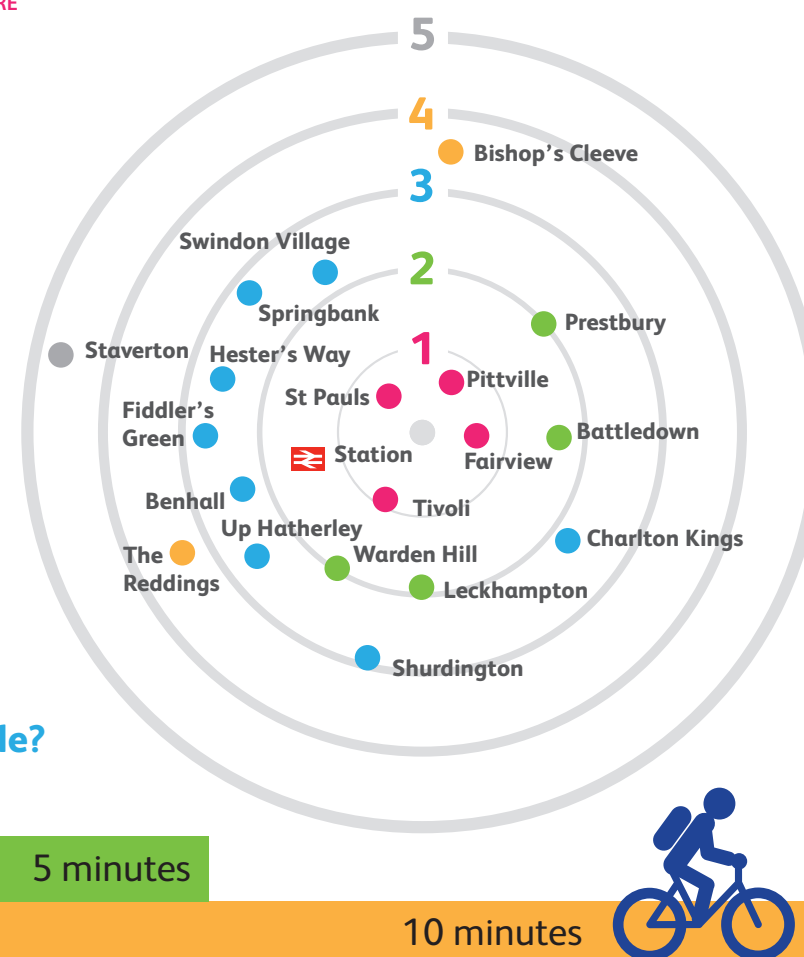 RE
5
4
Bishop's Cleeve
3
Swindon Village
2
Springbank
Prestbury
1
Staverton
Hester's Way
Pittville
St Pauls
Fiddler's
Green
Battledown
Station
Fairview
Benhall
Tivoli
Up Hatherley
Charlton Kings
The
Reddings
Warden Hill
Leckhampton
Shurdington
le?
5 minutes
10 minutes